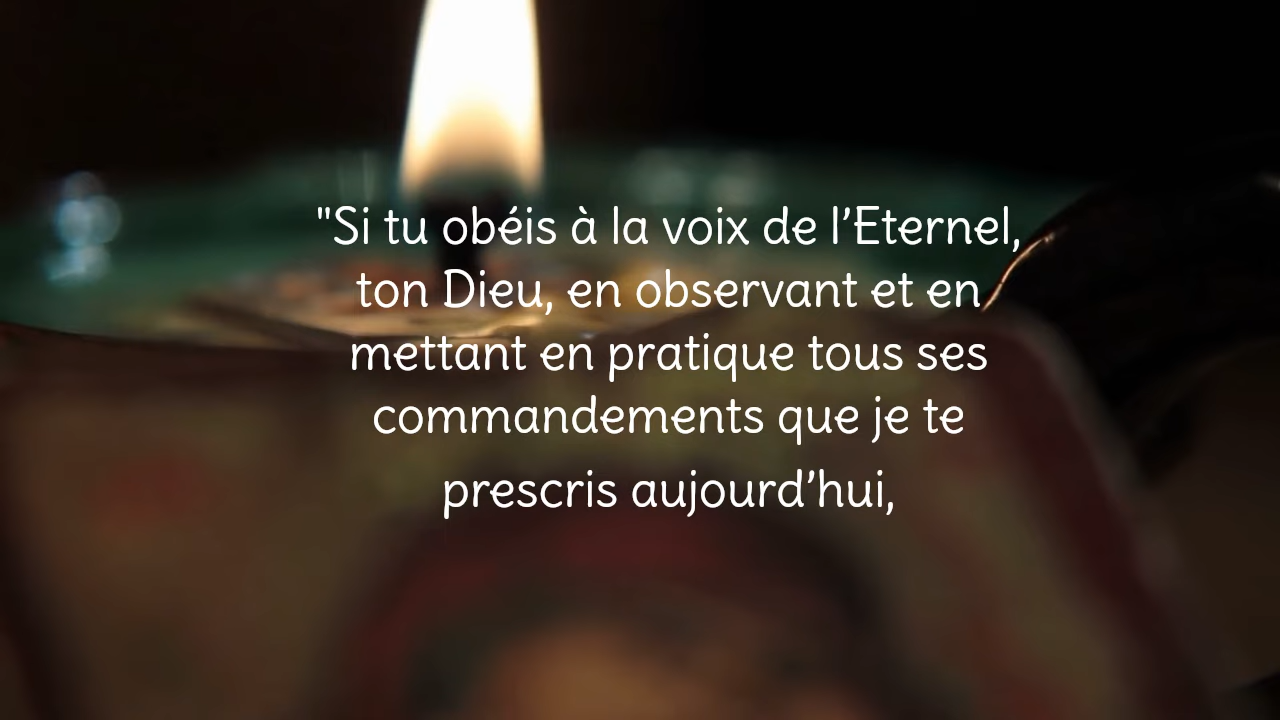 "Si tu obéis à la voix de l’Eternel,
ton Dieu, en observant et en
mettant en pratique tous ses
commandements que je te
prescris aujourd’hui,